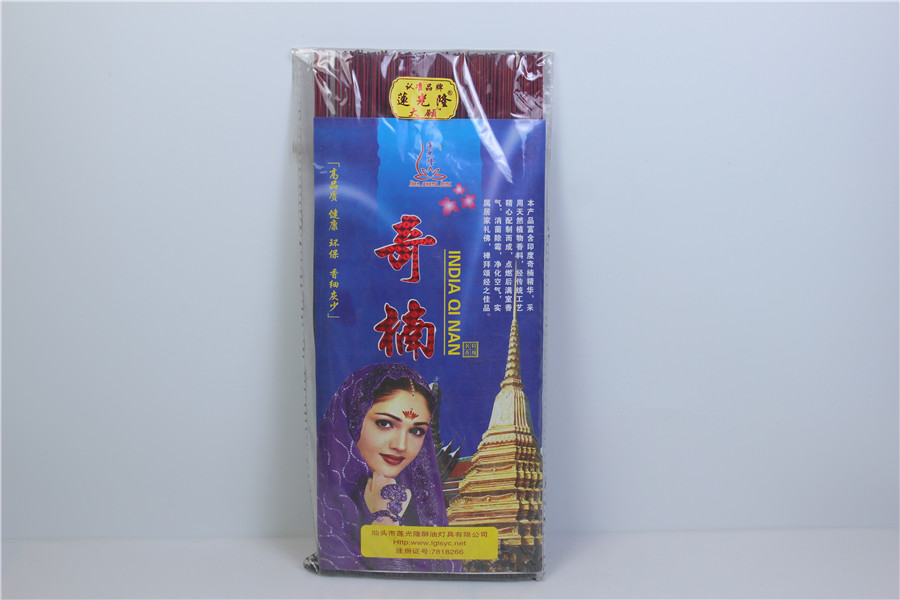 认准品牌
莲光隆®
大願
「高品质 健康 环保 香细灰少」
奇楠
INDIA QI NAN
本产品富含印度奇楠精华，采
用天然植物香料，经传统工艺
精心配制而成，点燃后满室香
气，消菌除霉，净化空气，实
属居家礼佛，禅拜颂经之佳品。
汕头市莲光隆酥油灯具有限公司
Http:www.lglsyc.net
注册证号:7818266